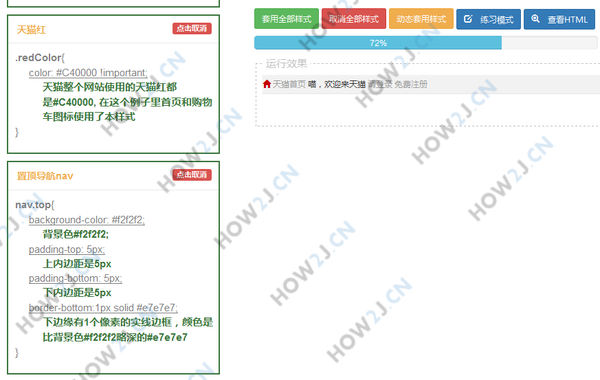 天猫红 点击取消
.redColor{
color: #C40000 !important;
天猫整个网站使用的天猫红都
是#C40000, 在这个例子里首页和购物
车图标使用了本样式
}
置顶导航nav 点击取消
nav.top{
background-color: #f2f2f2;
背景色#f2f2f2;
padding-top: 5px;
上内边距是5px
padding-bottom: 5px;
下内边距是5px
border-bottom:1px solid #e7e7e7;
下边缘有1个像素的实线边框，颜色是
比背景色#f2f2f2略深的#e7e7e7
}
套用全部样式 取消全部样式 动态套用样式 练习模式 查看HTML
72%
运行效果
天猫首页 喵，欢迎来天猫 请登录 免费注册
HOW2J.CN
HOW2J.CN
HOW2J.CN
HOW2J.CN
HOW2J.CN
HOW2J.CN
HOW2J.CN
HOW2J.CN